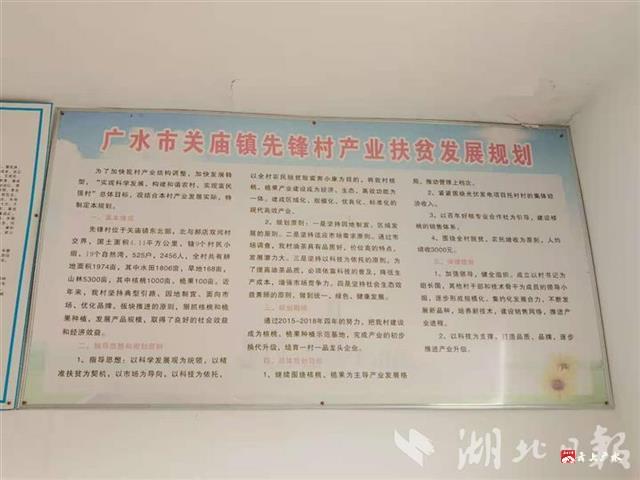 广水市关庙镇先锋村产业扶贫发展规划
为了加快我村产业结构调整,加快发展特
型,"实践科学发展、构建和谐农村、实现富民
强村"总体目标,现结合本村产业发展实际,特
制定本规划。
一、基本情况
先锋村位于关庙镇东北部,北与郝店双河村
交界,国土面积
平方公里,辖9个村民小
组,19个自然湾,525户,2456人,全村共有耕
地面积1974亩,其中水田1806亩,旱地168亩,
山林5300亩,其中核桃1000亩,桃果100亩。近
年来,我村坚持典型引路、因地制宜、面向市
场、优化品牌、板块推进的原则,狠抓核桃和桃果
种植,发展产品规模,取得了良好的社会效益
和经济效益。
二、指导思想和规划原则
1、指导思想:以科学发展观为统领,以精
准扶贫为契机,以市场为导向,以科技为依托,
以全村农民脱贫致富奔小康为目的,将我村核
桃、桃果产业建设成为经济、生态、高效功能为
一体,建成区域化、规模化、优良化、标准化的
现代高效产业。
2、规划原则:一是坚持因地制宜、区域发
展的原则。二是坚持适应市场需求原则。通过市
场调查,我村油茶具有品质好、价位高的特点,
发展潜力大。三是坚持以科技为依托的原则。为
了提高油茶品质,必须依靠科技的普及,降低生
产成本,增强市场竞争力。四是坚持社会生态效
益兼顾的原则,做到统一、绿色、健康发展。
三、规划期限
通过2015-2018年四年的努力,把我村建设
成为核桃、桃果种植示范基地,完成产业的初步
换代升级,培育一村一品龙头企业。
四、总体规划目标
1、继续围绕核桃、桃果为主导产业发展格
局,推动管理上档次。
2、紧紧围绕光伏发电项目托村村的集体经
济收入。
3、以百年好核专业合作社为引导,建设核桃
的销售体系。
4、围绕全村脱贫、农民增收为原则,人均
纯收3000元。
五、保障措施
1、加强领导,健全组织。成立以村书记为
组长国,其他村干部和技术骨干为成员的领导小
组,逐步形成规模化、集约化发展合力,不断发
展新品种,培养新技术,建设销售网络,推进产
业进程。
2、以科技为支撑,打造品质、品牌,逐步
推进产业升级。
湖北日报
云上广水